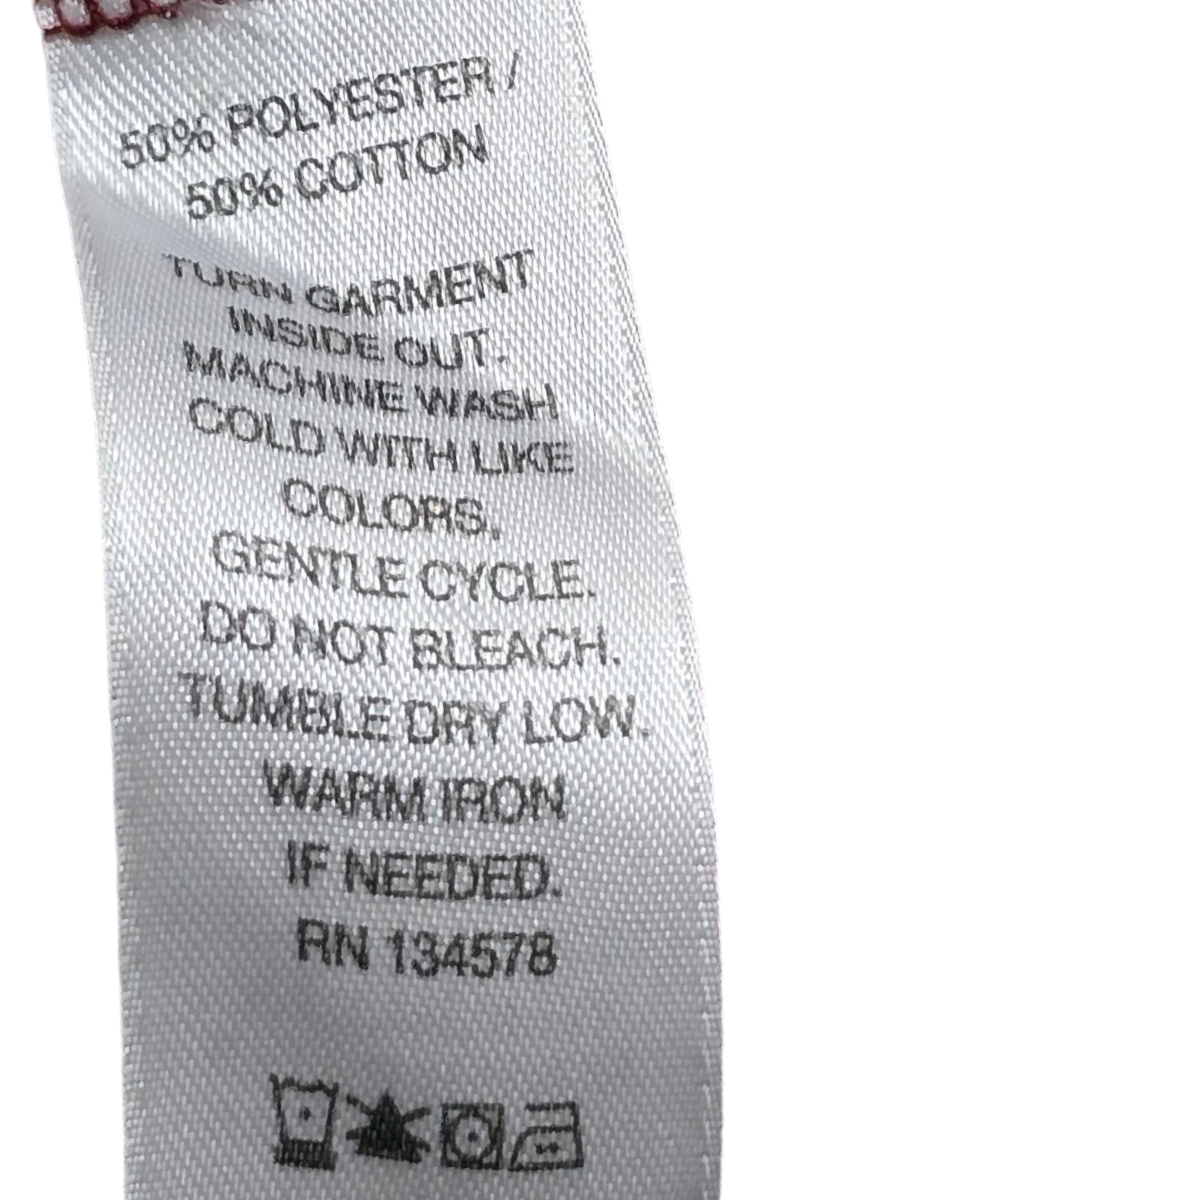 50% POLYESTER /
50% COTTON
TURN GARMENT
INSIDE OUT.
MACHINE WASH
COLD WITH LIKE
COLORS.
GENTLE CYCLE.
DO NOT BLEACH.
TUMBLE DRY LOW.
WARM IRON
IF NEEDED.
RN 134578